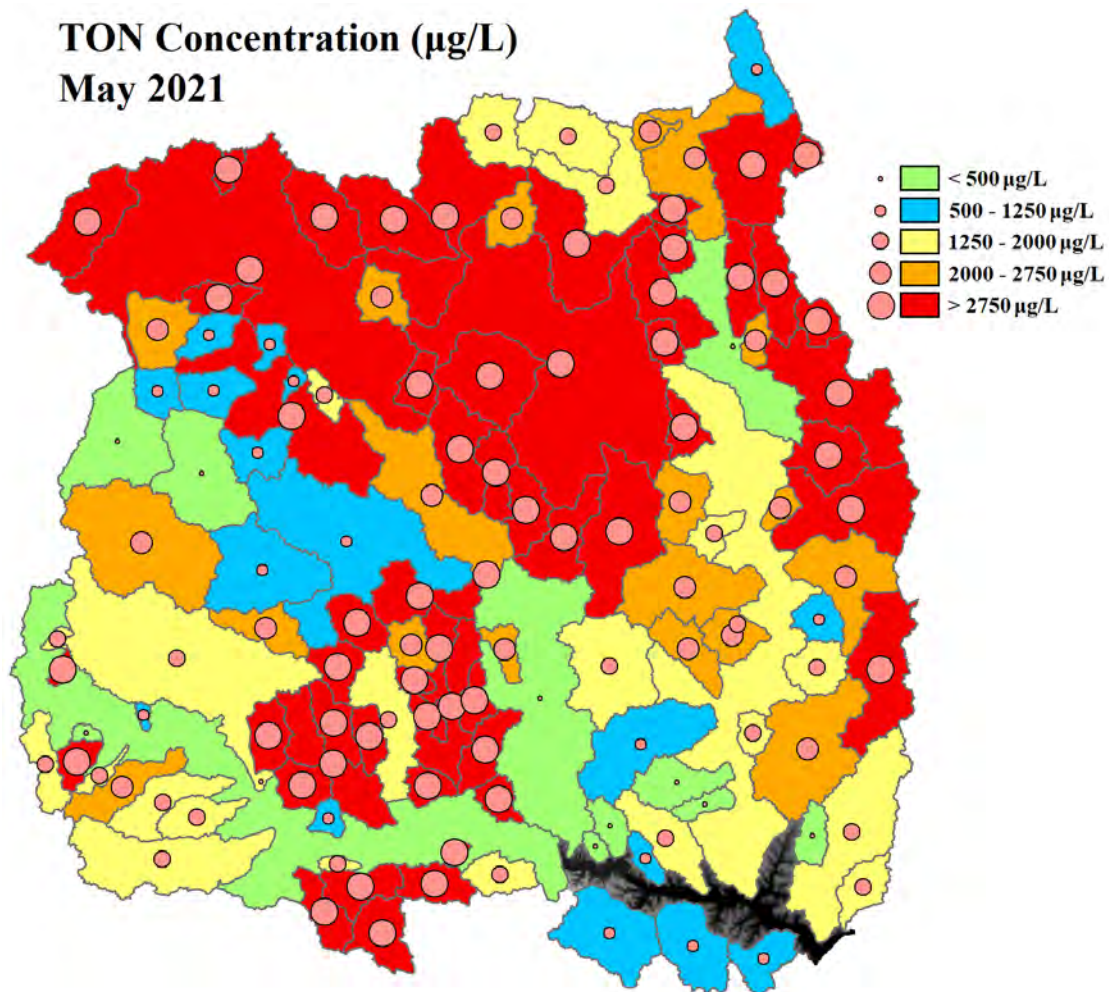 TON Concentration (µg/L)
May 2021
< 500 µg/L
500 - 1250 µg/L
1250 - 2000 µg/L
2000 - 2750 µg/L
> 2750 µg/L